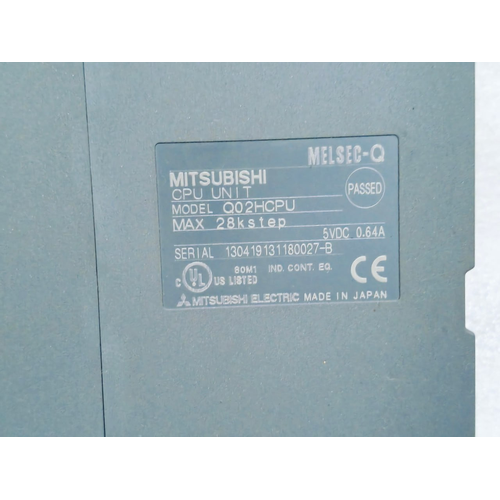 MELSEC-Q
MITSUBISHI
CPU UNIT
PASSED
MODEL Q02HCPU
MAX 28kstep
5VDC 0.64A
SERIAL 130419131180027-B
C UL US LISTED
80M1 IND. CONT. EQ.
CE
MITSUBISHI ELECTRIC MADE IN JAPAN